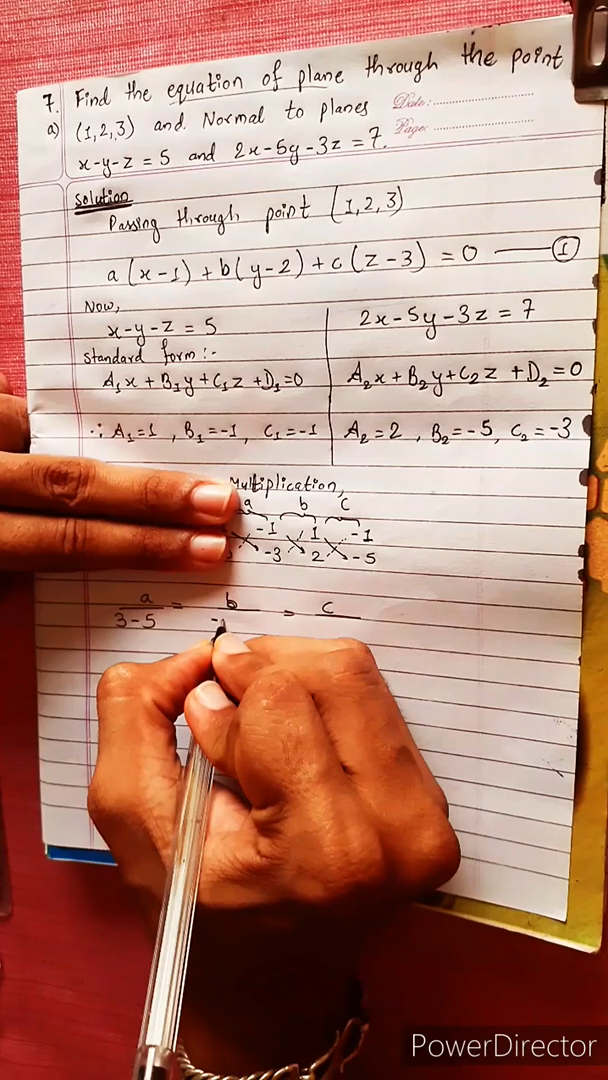 7. Find the equation of plane through the point
a) (1,2,3) and Normal to planes
Date:
x-y-z = 5 and 2x-5y-3z = 7.
Page:
Solution
Passing through point (1,2,3)
a(x-1) + b(y-2) + c(z-3) = 0 — 1
Now,
x-y-z = 5
2x-5y-3z = 7
Standard form :-
A₁x + B₁y + C₁z + D₁ = 0
A₂x + B₂y + C₂z + D₂ = 0
∴ A₁=1, B₁=-1, C₁=-1
A₂=2, B₂=-5, C₂=-3
Multiplication,
a b c
-1 1 -1
-3 2 -5
a/3-5 = b/- = c/
PowerDirector